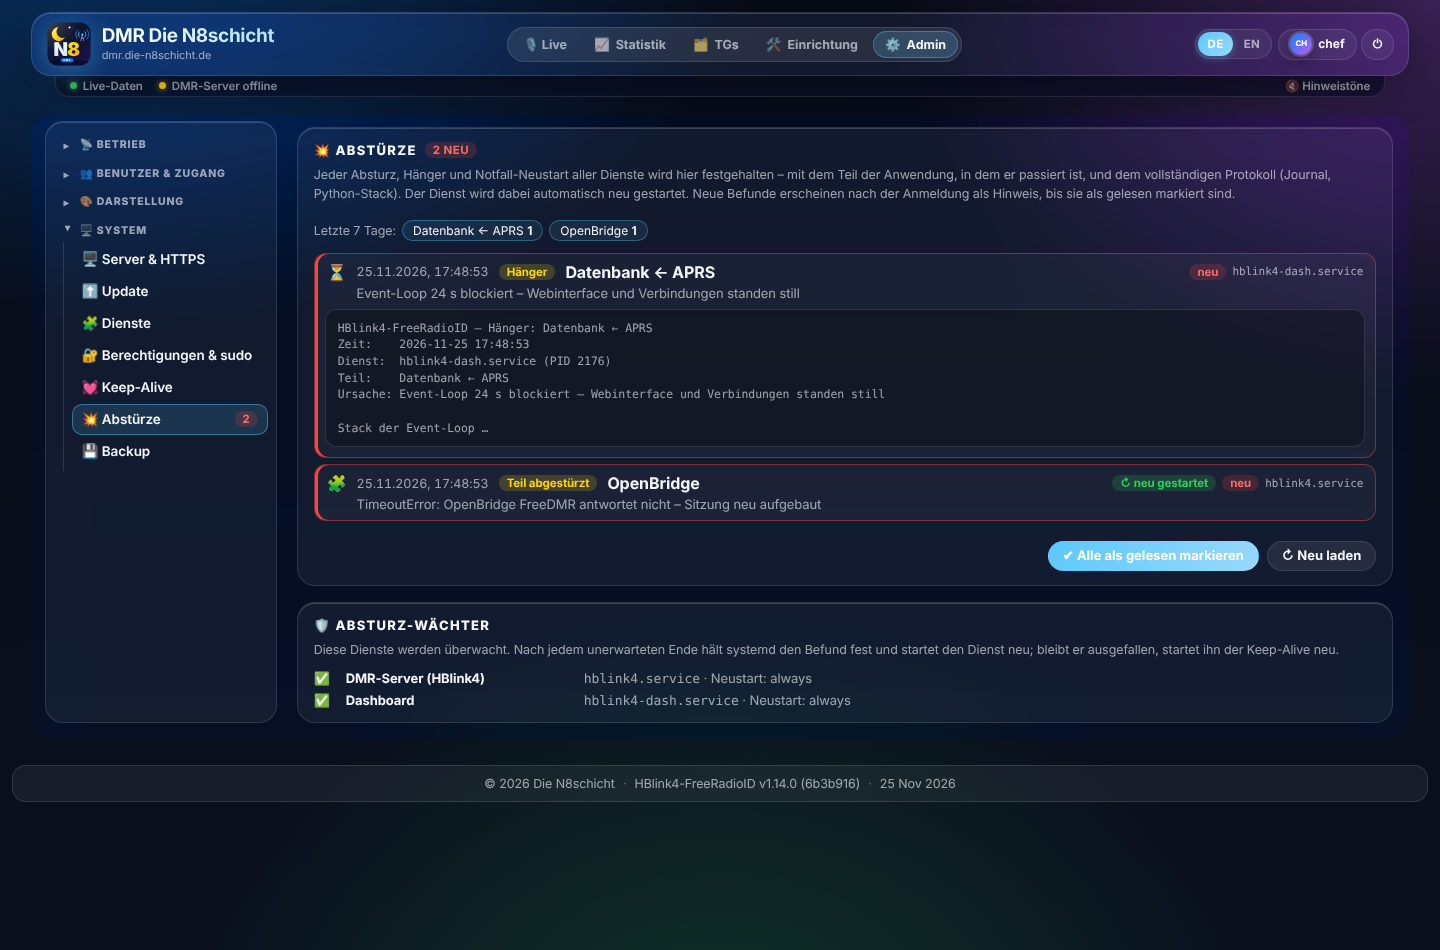 DMR Die N8schicht
dmr.die-n8schicht.de
N8
Live
Statistik
TGs
Einrichtung
Admin
DE EN
CH chef
Live-Daten DMR-Server offline
Hinweistöne
BETRIEB
BENUTZER & ZUGANG
DARSTELLUNG
SYSTEM
Server & HTTPS
Update
Dienste
Berechtigungen & sudo
Keep-Alive
Abstürze 2
Backup
ABSTÜRZE 2 NEU
Jeder Absturz, Hänger und Notfall-Neustart aller Dienste wird hier festgehalten – mit dem Teil der Anwendung, in dem er passiert ist, und dem vollständigen Protokoll (Journal,
Python-Stack). Der Dienst wird dabei automatisch neu gestartet. Neue Befunde erscheinen nach der Anmeldung als Hinweis, bis sie als gelesen markiert sind.
Letzte 7 Tage: Datenbank ← APRS 1 OpenBridge 1
25.11.2026, 17:48:53 Hänger Datenbank ← APRS neu hblink4-dash.service
Event-Loop 24 s blockiert – Webinterface und Verbindungen standen still
HBlink4-FreeRadioID — Hänger: Datenbank ← APRS
Zeit: 2026-11-25 17:48:53
Dienst: hblink4-dash.service (PID 2176)
Teil: Datenbank ← APRS
Ursache: Event-Loop 24 s blockiert – Webinterface und Verbindungen standen still
Stack der Event-Loop …
25.11.2026, 17:48:53 Teil abgestürzt OpenBridge ↻ neu gestartet neu hblink4.service
TimeoutError: OpenBridge FreeDMR antwortet nicht – Sitzung neu aufgebaut
✔ Alle als gelesen markieren
↻ Neu laden
ABSTURZ-WÄCHTER
Diese Dienste werden überwacht. Nach jedem unerwarteten Ende hält systemd den Befund fest und startet den Dienst neu; bleibt er ausgefallen, startet ihn der Keep-Alive neu.
DMR-Server (HBlink4) hblink4.service · Neustart: always
Dashboard hblink4-dash.service · Neustart: always
© 2026 Die N8schicht · HBlink4-FreeRadioID v1.14.0 (6b3b916) · 25 Nov 2026